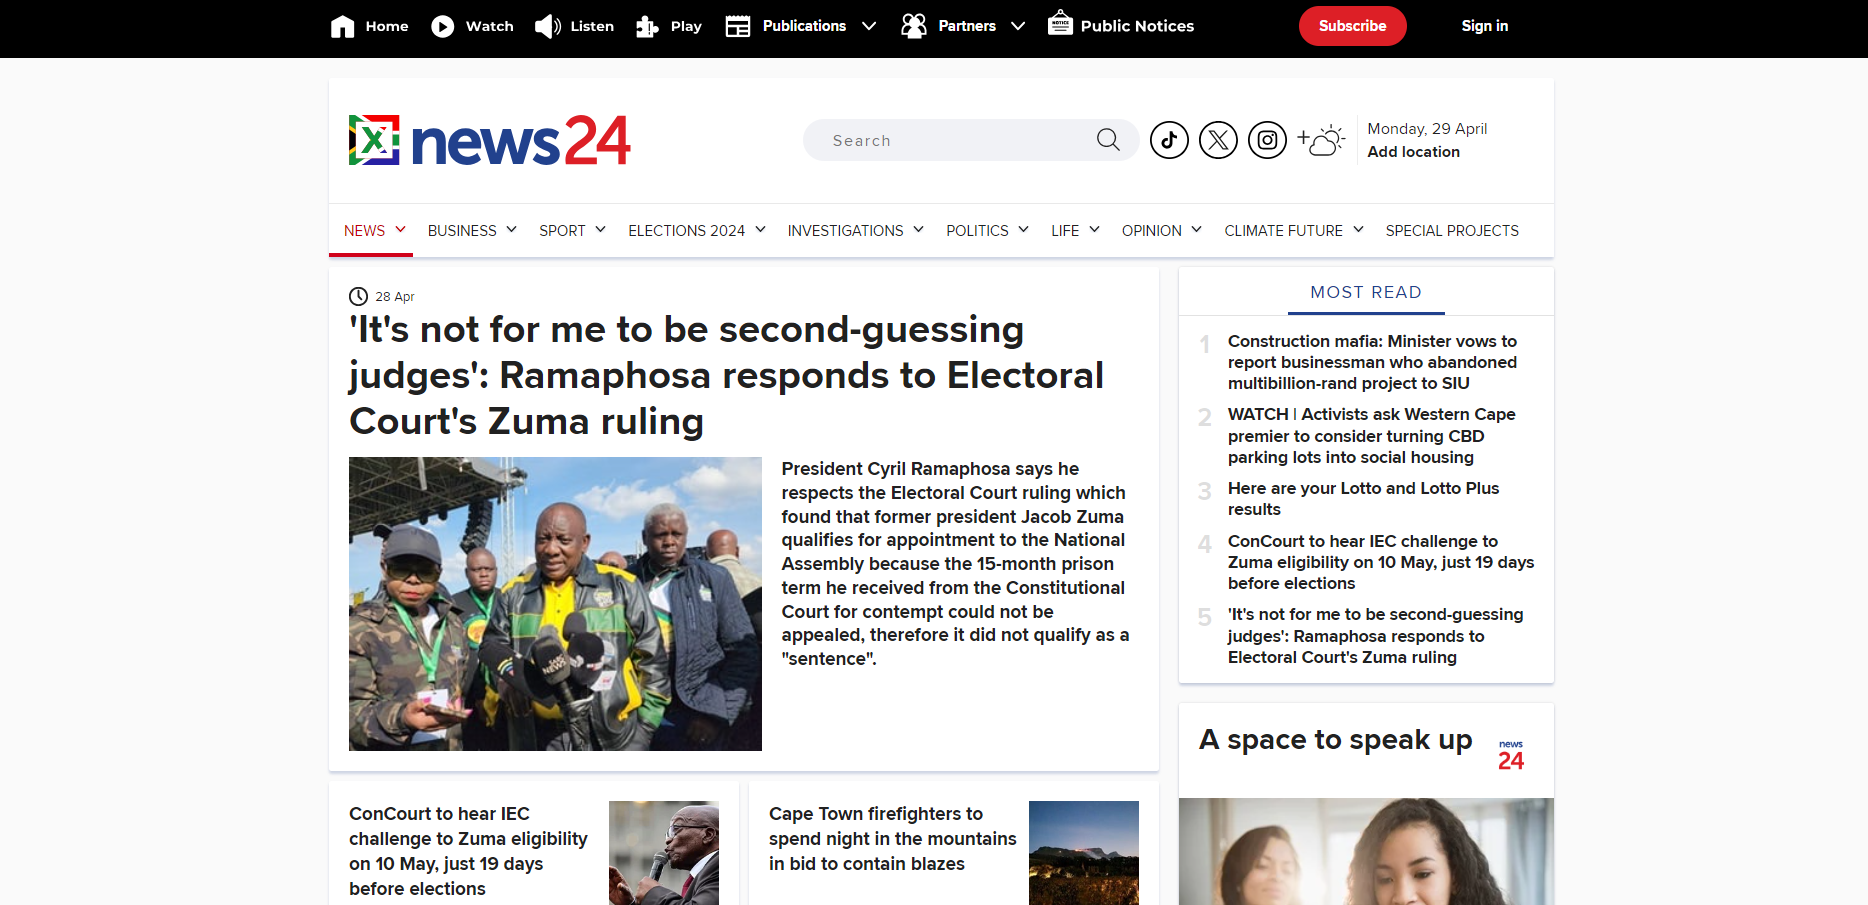 Home
Watch
Listen
Play
Publications
Partners
NOTICE
Public Notices
Subscribe
Sign in
news24
Search
Monday, 29 April
Add location
NEWS
BUSINESS
SPORT
ELECTIONS 2024
INVESTIGATIONS
POLITICS
LIFE
OPINION
CLIMATE FUTURE
SPECIAL PROJECTS
28 Apr
'It's not for me to be second-guessing
judges': Ramaphosa responds to Electoral
Court's Zuma ruling
SABC
NEWS
President Cyril Ramaphosa says he
respects the Electoral Court ruling which
found that former president Jacob Zuma
qualifies for appointment to the National
Assembly because the 15-month prison
term he received from the Constitutional
Court for contempt could not be
appealed, therefore it did not qualify as a
"sentence".
ConCourt to hear IEC
challenge to Zuma eligibility
on 10 May, just 19 days
before elections
Cape Town firefighters to
spend night in the mountains
in bid to contain blazes
MOST READ
1 Construction mafia: Minister vows to
report businessman who abandoned
multibillion-rand project to SIU
2 WATCH | Activists ask Western Cape
premier to consider turning CBD
parking lots into social housing
3 Here are your Lotto and Lotto Plus
results
4 ConCourt to hear IEC challenge to
Zuma eligibility on 10 May, just 19 days
before elections
5 'It's not for me to be second-guessing
judges': Ramaphosa responds to
Electoral Court's Zuma ruling
A space to speak up
news
24